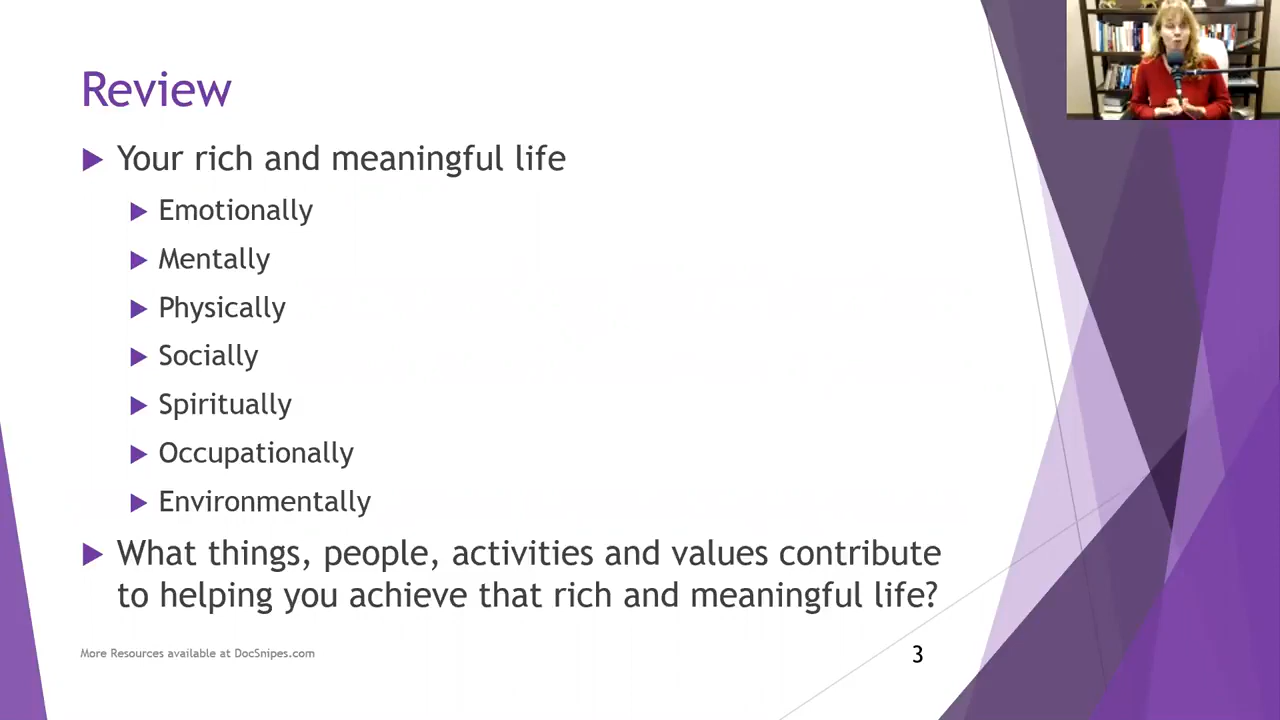 Review
Your rich and meaningful life
Emotionally
Mentally
Physically
Socially
Spiritually
Occupationally
Environmentally
What things, people, activities and values contribute
to helping you achieve that rich and meaningful life?
More Resources available at DocSnipes.com
3